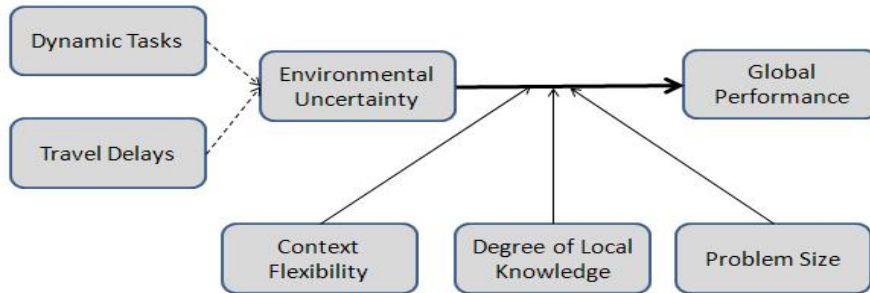 Dynamic Tasks
Environmental
Uncertainty
Global
Performance
Travel Delays
Context
Flexibility
Degree of Local
Knowledge
Problem Size